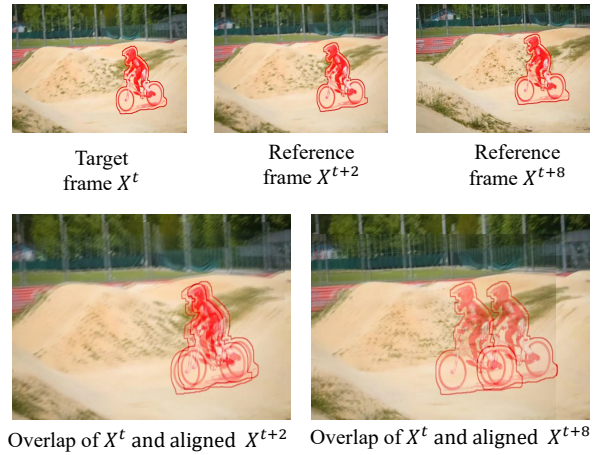 Target
frame X^t
Reference
frame X^{t+2}
Reference
frame X^{t+8}
Overlap of X^t and aligned X^{t+2}
Overlap of X^t and aligned X^{t+8}